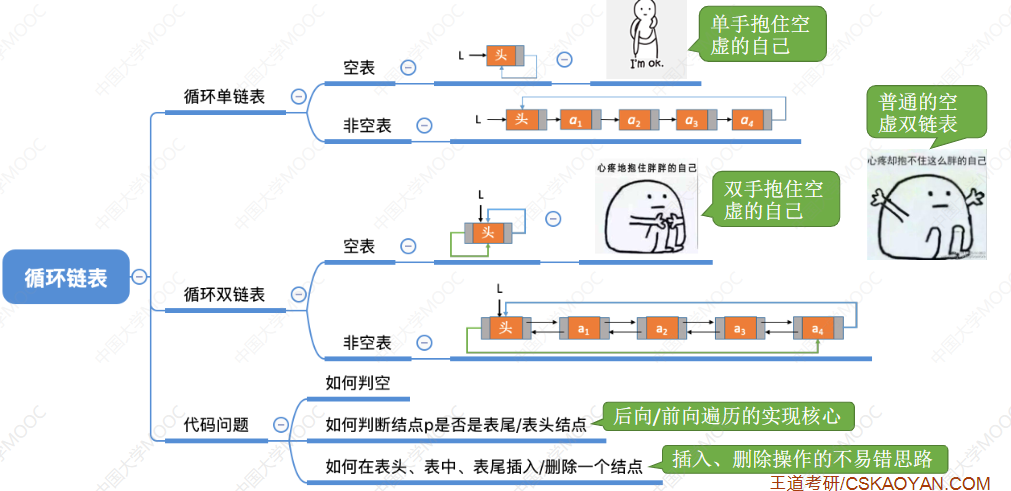 单手抱住空
虚的自己
I'm ok.
空表
L
头
循环单链表
非空表
L
头
a1
a2
a3
a4
普通的空
虚双链表
心疼却抱不住这么胖的自己
心疼地抱住胖胖的自己
双手抱住空
虚的自己
L
头
空表
循环链表
循环双链表
L
头
a1
a2
a3
a4
非空表
如何判空
代码问题
如何判断结点p是否是表尾/表头结点
后向/前向遍历的实现核心
如何在表头、表中、表尾插入/删除一个结点
插入、删除操作的不易错思路
王道考研/CSKAOYAN.COM
中国大学MOOC